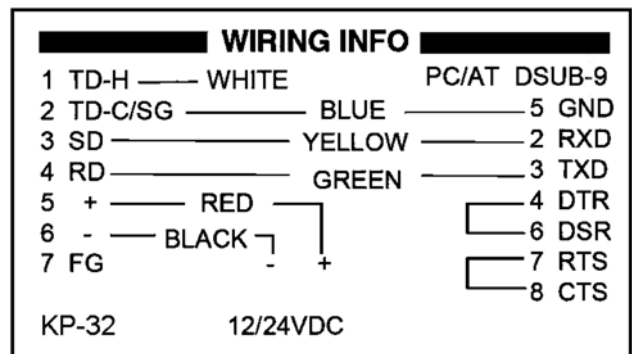 WIRING INFO
1 TD-H WHITE PC/AT DSUB-9
2 TD-C/SG BLUE 5 GND
3 SD YELLOW 2 RXD
4 RD GREEN 3 TXD
5 + RED 4 DTR
6 - BLACK 6 DSR
7 FG - + 7 RTS
8 CTS
KP-32 12/24VDC